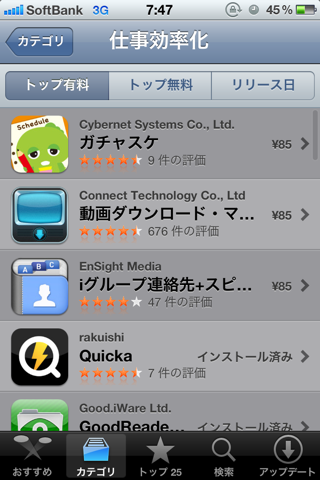 SoftBank 3G 7:47 45%
カテゴリ 仕事効率化
トップ有料 トップ無料 リリース日
Schedule
Cybernet Systems Co., Ltd.
ガチャスケ ¥85
9 件の評価
Connect Technology Co., Ltd
動画ダウンロード・マ... ¥85
676 件の評価
A B C
EnSight Media
iグループ連絡先+スピ... ¥85
47 件の評価
rakuishi
Quicka インストール済み
7 件の評価
Good.iWare Ltd.
GoodReade... インストール済み
おすすめ カテゴリ トップ 25 検索 アップデート